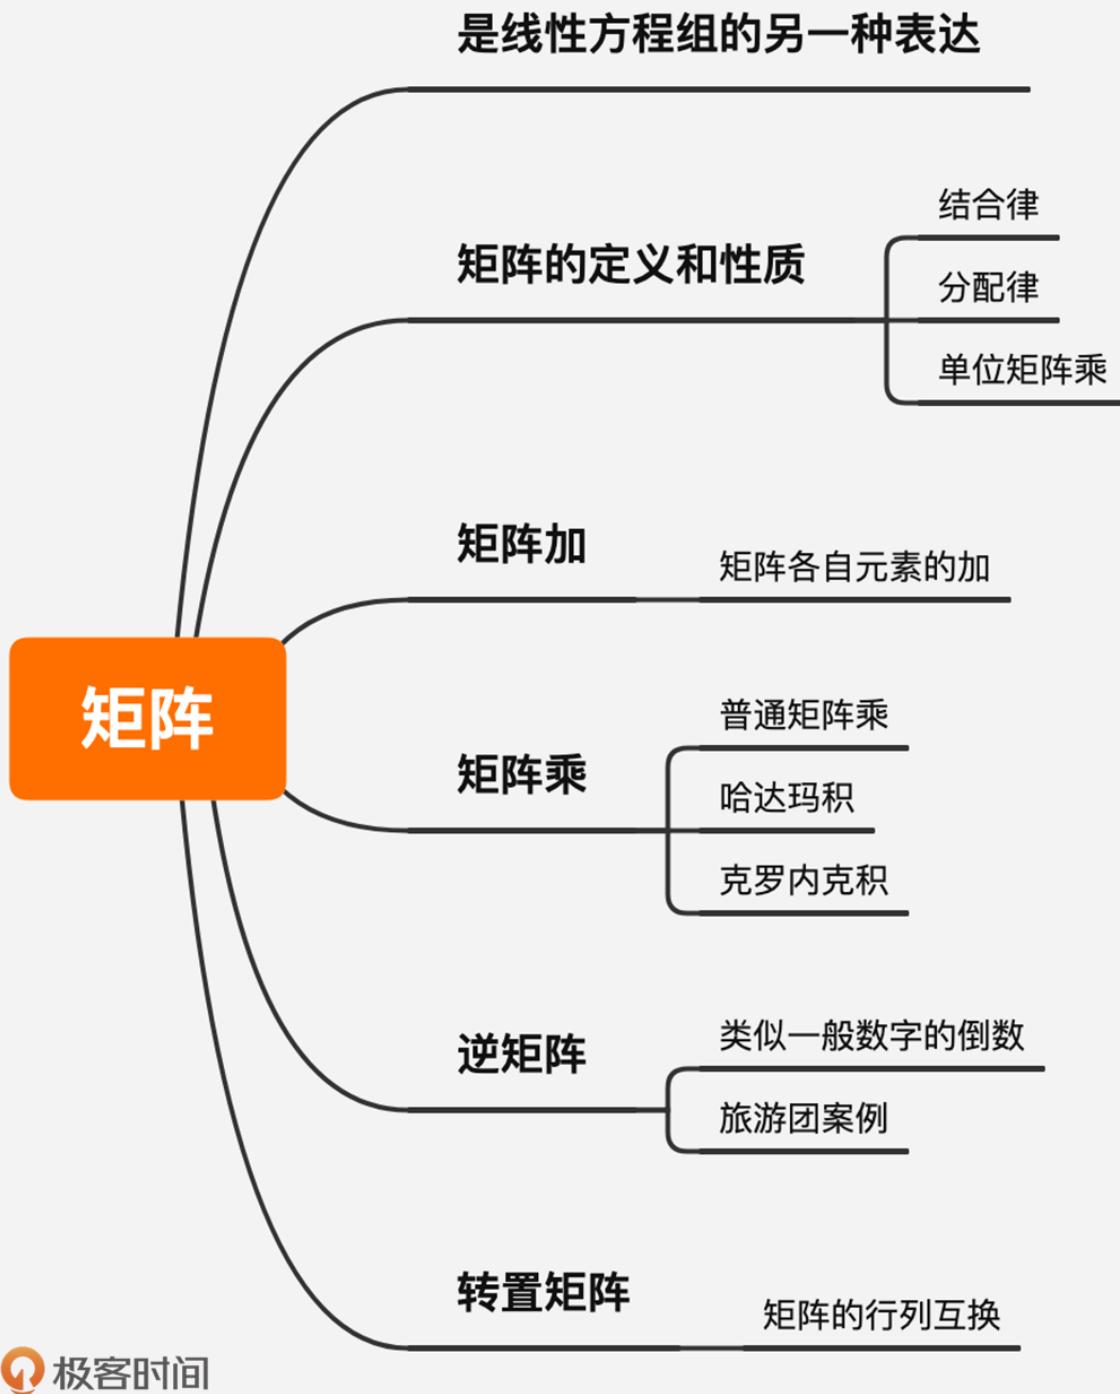 是线性方程组的另一种表达
矩阵的定义和性质
结合律
分配律
单位矩阵乘
矩阵加
矩阵各自元素的加
矩阵
矩阵乘
普通矩阵乘
哈达玛积
克罗内克积
逆矩阵
类似一般数字的倒数
旅游团案例
转置矩阵
矩阵的行列互换
极客时间